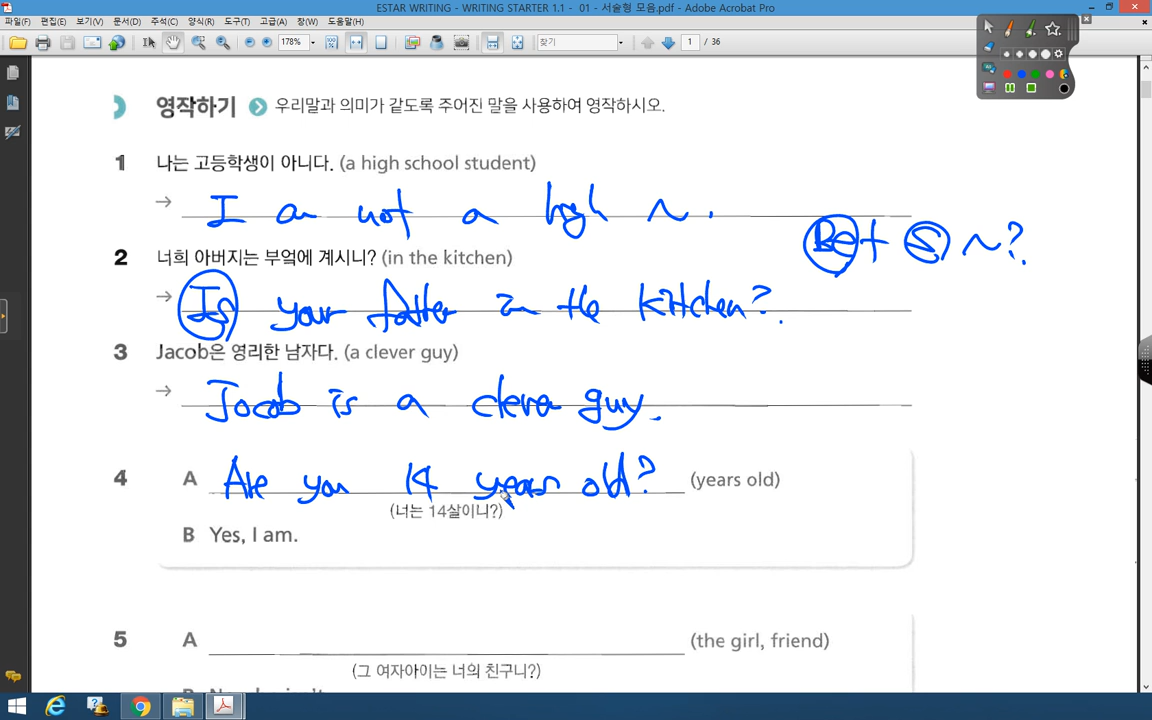 ESTAR WRITING - WRITING STARTER 1.1 - 01 - 서술형 모음.pdf - Adobe Acrobat Pro
파일(F) 편집(E) 보기(V) 문서(D) 주석(C) 양식(R) 도구(T) 고급(A) 창(W) 도움말(H)
178% 찾기 1 / 36
영작하기 우리말과 의미가 같도록 주어진 말을 사용하여 영작하시오.
1 나는 고등학생이 아니다. (a high school student)
→ I am not a high ~.
Be + S ~?
2 너희 아버지는 부엌에 계시니? (in the kitchen)
→ Is your father in the kitchen?
3 Jacob은 영리한 남자다. (a clever guy)
→ Jacob is a clever guy.
4 A Are you 14 years old? (years old)
(너는 14살이니?)
B Yes, I am.
5 A (the girl, friend)
(그 여자아이는 너의 친구니?)